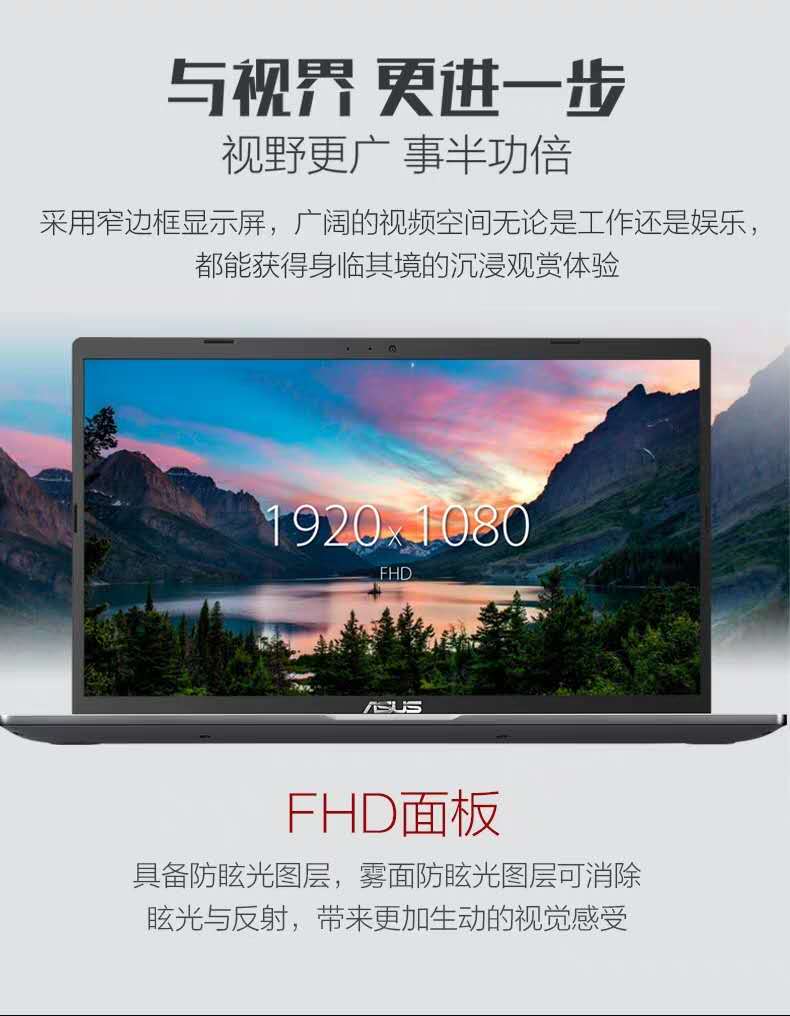 与视界 更进一步
视野更广 事半功倍
采用窄边框显示屏，广阔的视频空间无论是工作还是娱乐，
都能获得身临其境的沉浸观赏体验
1920 x 1080
FHD
ASUS
FHD面板
具备防眩光图层，雾面防眩光图层可消除
眩光与反射，带来更加生动的视觉感受